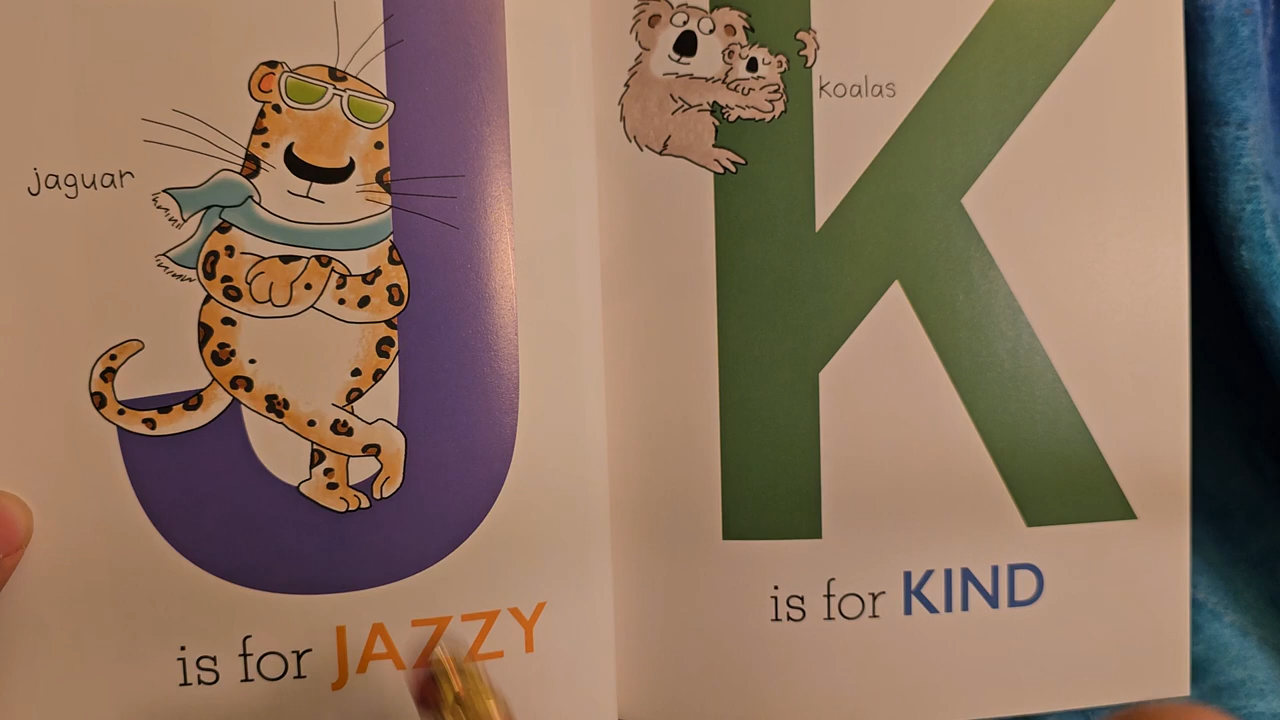 jaguar
J
is for JAZZY
koalas
K
is for KIND